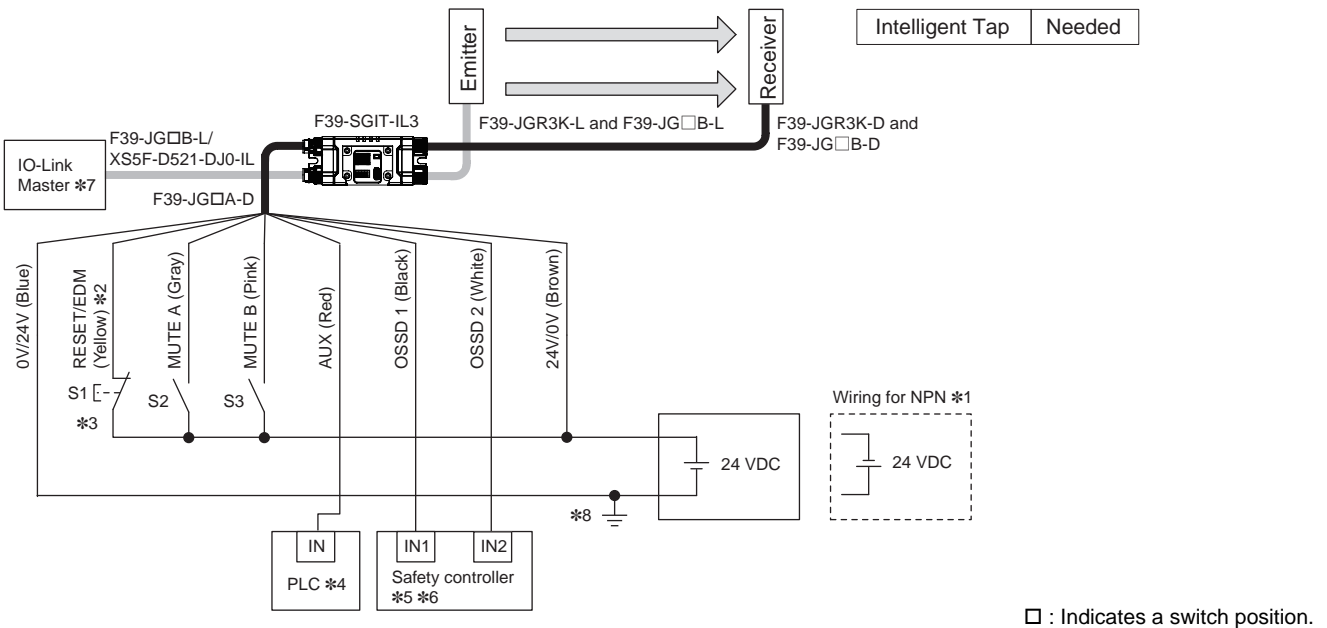 Intelligent Tap Needed
Emitter
Receiver
F39-SGIT-IL3
F39-JGR3K-L and F39-JG□B-L
F39-JGR3K-D and
F39-JG□B-D
F39-JG□B-L/
XS5F-D521-DJ0-IL
IO-Link
Master ✻7
F39-JG□A-D
0V/24V (Blue)
RESET/EDM
(Yellow) ✻2
MUTE A (Gray)
MUTE B (Pink)
AUX (Red)
OSSD 1 (Black)
OSSD 2 (White)
24V/0V (Brown)
S1
✻3
S2
S3
24 VDC
Wiring for NPN ✻1
24 VDC
✻8
IN
PLC ✻4
IN1
IN2
Safety controller
✻5 ✻6
□ : Indicates a switch position.